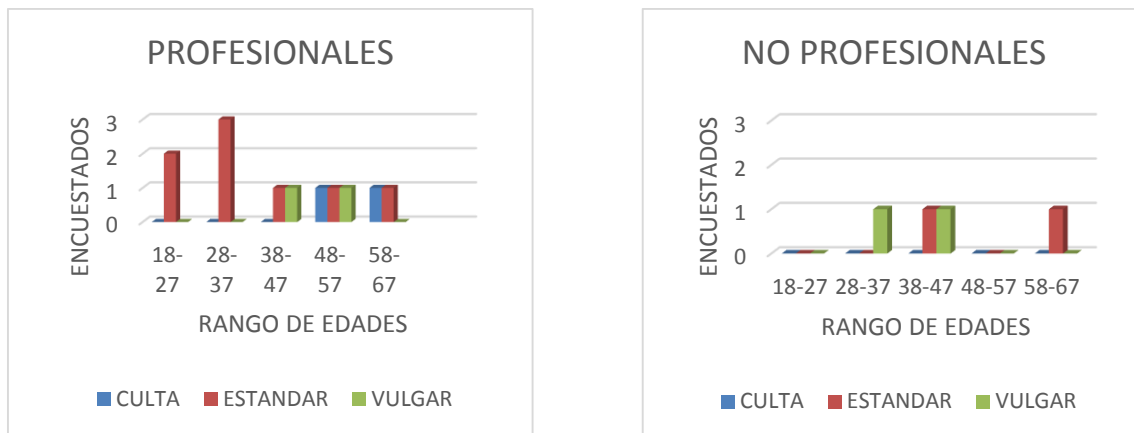 PROFESIONALES
ENCUESTADOS
3
2
1
0
18-
27
28-
37
38-
47
48-
57
58-
67
RANGO DE EDADES
CULTA ESTANDAR VULGAR
NO PROFESIONALES
ENCUESTADOS
3
2
1
0
18-27 28-37 38-47 48-57 58-67
RANGO DE EDADES
CULTA ESTANDAR VULGAR